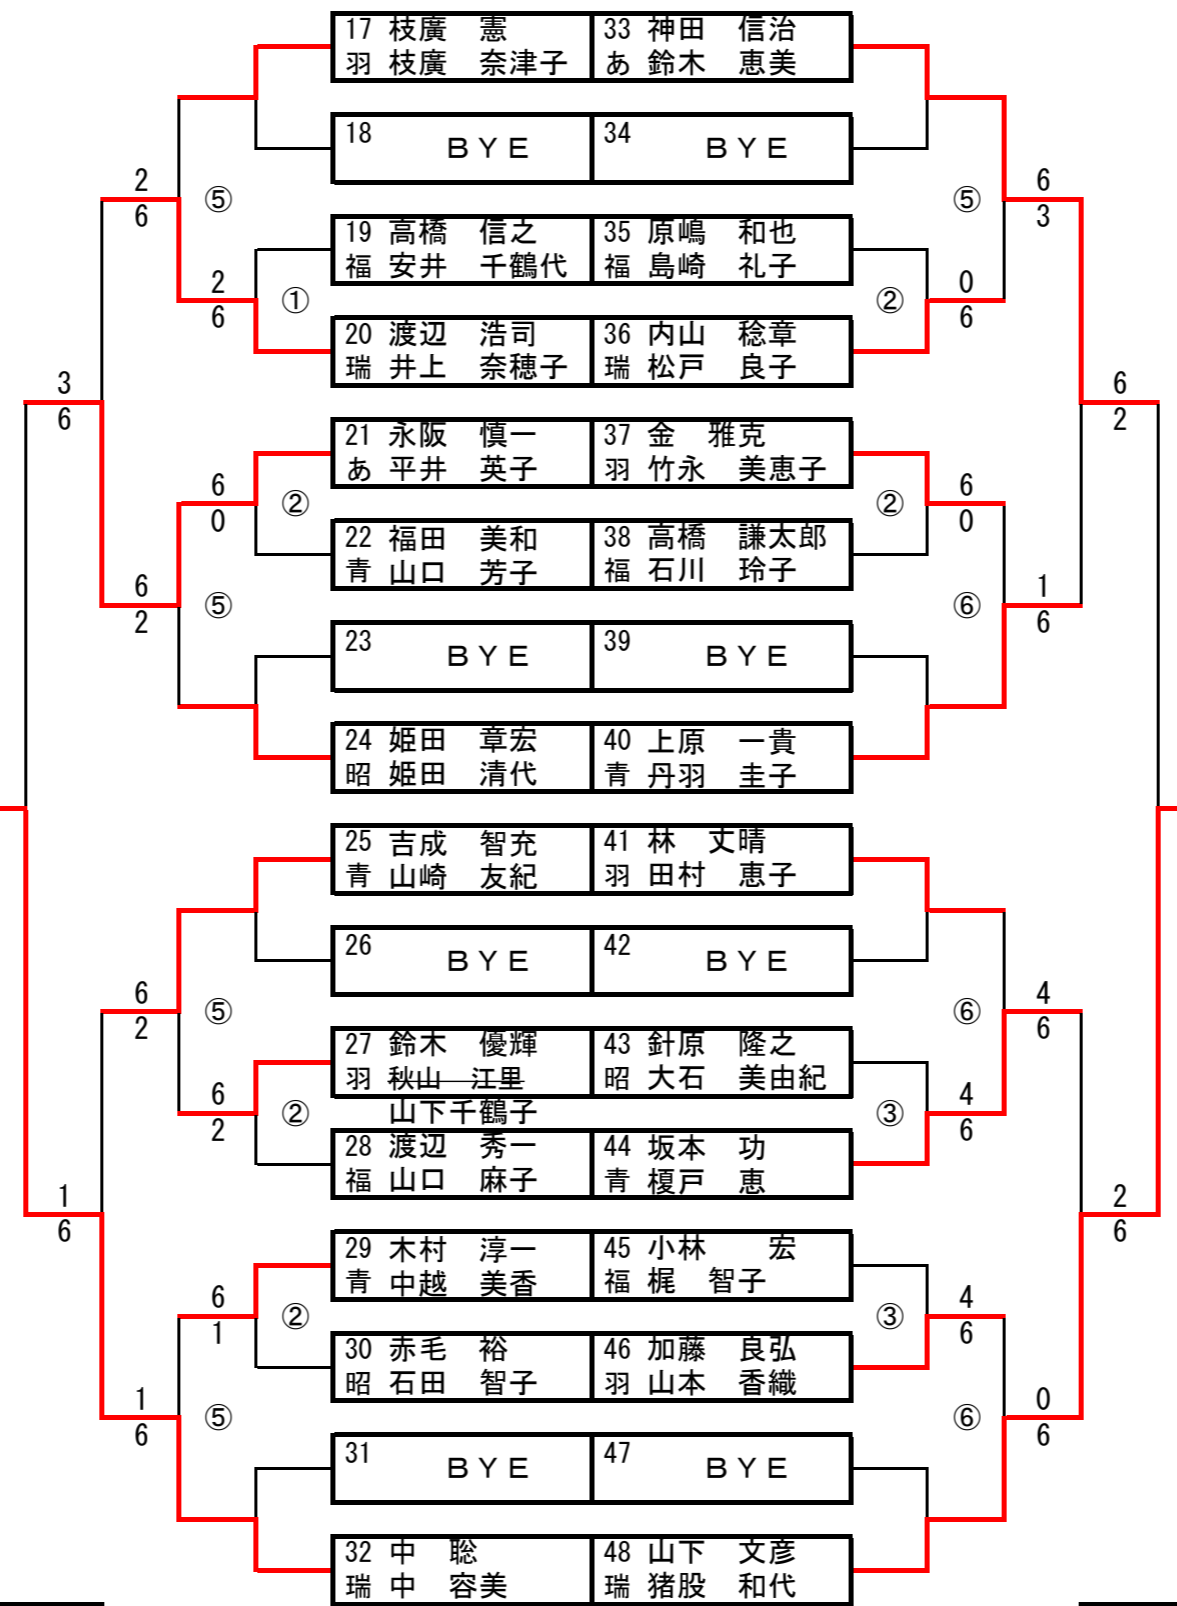 17 枝廣 憲 33 神田 信治
羽 枝廣 奈津子 あ 鈴木 恵美
18 ＢＹＥ 34 ＢＹＥ
2 ⑤ ⑤ 6
6 3
19 高橋 信之 35 原嶋 和也
福 安井 千鶴代 福 島崎 礼子
2 ① ② 0
6 6
20 渡辺 浩司 36 内山 稔章
瑞 井上 奈穂子 瑞 松戸 良子
3 6
6 2
21 永阪 慎一 37 金 雅克
あ 平井 英子 羽 竹永 美恵子
6 ② ② 6
0 0
22 福田 美和 38 高橋 謙太郎
青 山口 芳子 福 石川 玲子
6 ⑤ ⑥ 1
2 6
23 ＢＹＥ 39 ＢＹＥ
24 姫田 章宏 40 上原 一貴
昭 姫田 清代 青 丹羽 圭子
25 吉成 智充 41 林 丈晴
青 山崎 友紀 羽 田村 恵子
26 ＢＹＥ 42 ＢＹＥ
6 ⑤ ⑥ 4
2 6
27 鈴木 優輝 43 針原 隆之
羽 秋山 江里 昭 大石 美由紀
山下千鶴子
6 ② ③ 4
2 6
28 渡辺 秀一 44 坂本 功
福 山口 麻子 青 榎戸 恵
1 2
6 6
29 木村 淳一 45 小林 宏
青 中越 美香 福 梶 智子
6 ② ③ 4
1 6
30 赤毛 裕 46 加藤 良弘
昭 石田 智子 羽 山本 香織
1 ⑤ ⑥ 0
6 6
31 ＢＹＥ 47 ＢＹＥ
32 中 聡 48 山下 文彦
瑞 中 容美 瑞 猪股 和代